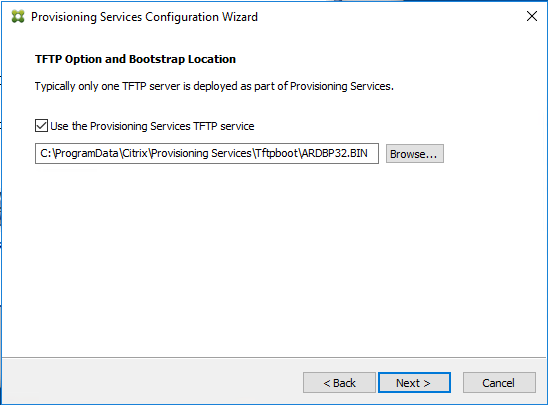 Provisioning Services Configuration Wizard
TFTP Option and Bootstrap Location
Typically only one TFTP server is deployed as part of Provisioning Services.
Use the Provisioning Services TFTP service
C:\ProgramData\Citrix\Provisioning Services\Tftpboot\ARDBP32.BIN
Browse...
< Back
Next >
Cancel